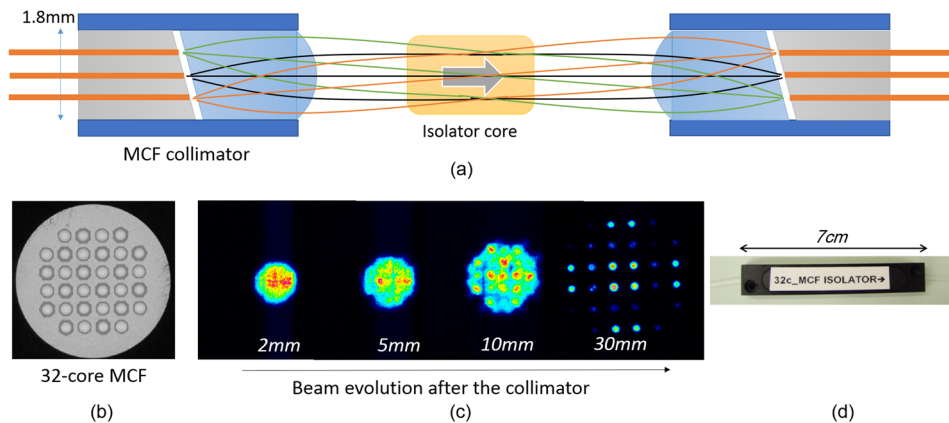 1.8mm
Isolator core
MCF collimator
(a)
2mm 5mm 10mm 30mm
7cm
32c_MCF ISOLATOR→
32-core MCF
Beam evolution after the collimator
(b) (c) (d)